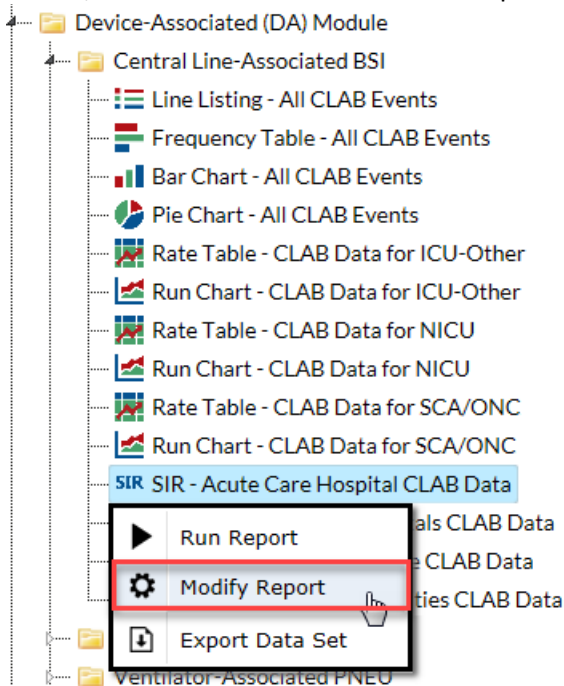 Device-Associated (DA) Module
Central Line-Associated BSI
Line Listing - All CLAB Events
Frequency Table - All CLAB Events
Bar Chart - All CLAB Events
Pie Chart - All CLAB Events
Rate Table - CLAB Data for ICU-Other
Run Chart - CLAB Data for ICU-Other
Rate Table - CLAB Data for NICU
Run Chart - CLAB Data for NICU
Rate Table - CLAB Data for SCA/ONC
Run Chart - CLAB Data for SCA/ONC
SIR SIR - Acute Care Hospital CLAB Data
als CLAB Data
Run Report
e CLAB Data
Modify Report
ties CLAB Data
Export Data Set
Ventilator-Associated PNEU